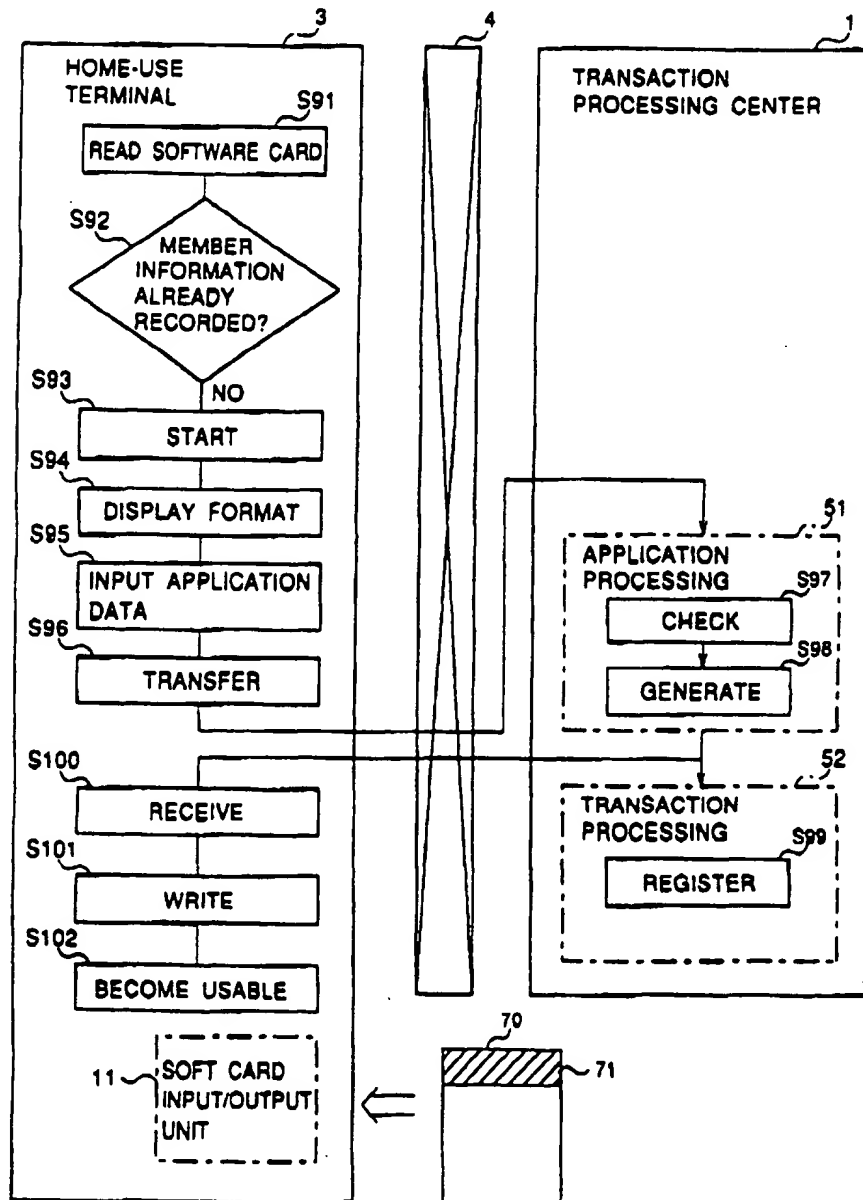 3
4
1
HOME-USE
TERMINAL
TRANSACTION
PROCESSING CENTER
S91
READ SOFTWARE CARD
S92
MEMBER
INFORMATION
ALREADY
RECORDED?
NO
S93
START
S94
DISPLAY FORMAT
S95
INPUT APPLICATION
DATA
S96
TRANSFER
51
APPLICATION
PROCESSING
S97
CHECK
S98
GENERATE
S100
RECEIVE
S101
WRITE
S102
BECOME USABLE
52
TRANSACTION
PROCESSING
S99
REGISTER
11
SOFT CARD
INPUT/OUTPUT
UNIT
70
71